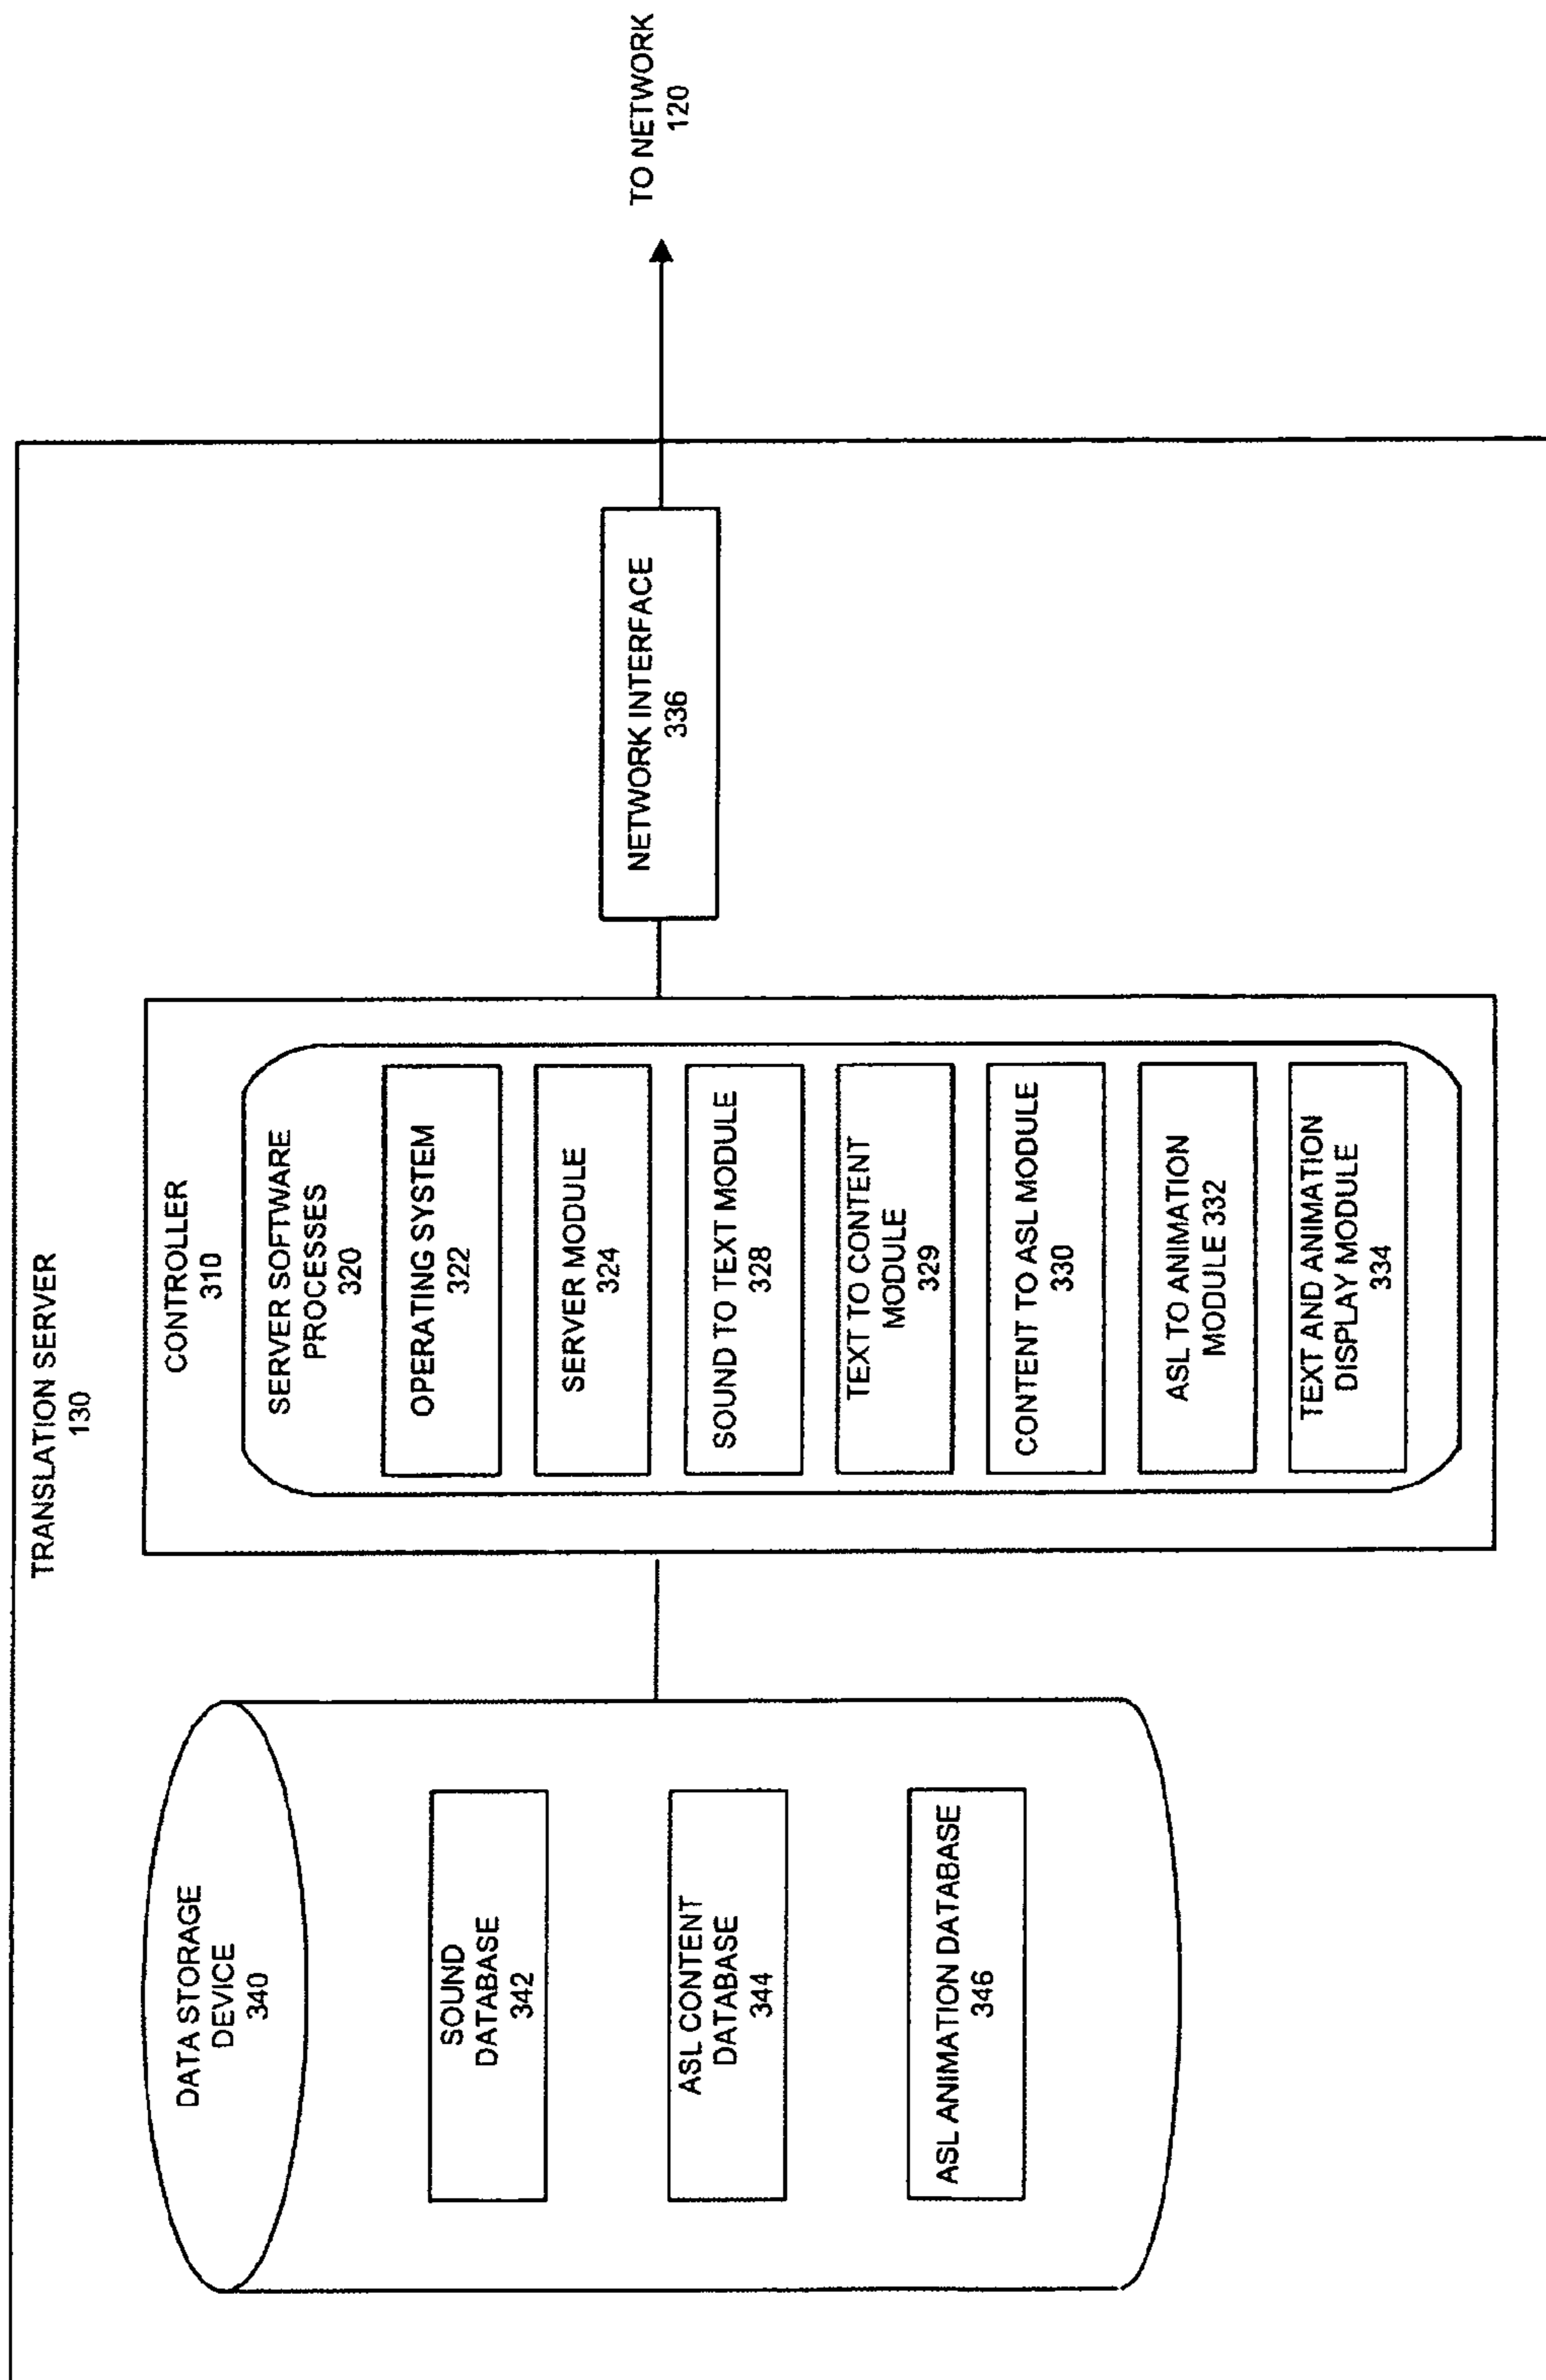 TRANSLATION SERVER
130
DATA STORAGE
DEVICE
340
SOUND
DATABASE
342
ASL CONTENT
DATABASE
344
ASL ANIMATION DATABASE
346
CONTROLLER
310
SERVER SOFTWARE
PROCESSES
320
OPERATING SYSTEM
322
SERVER MODULE
324
SOUND TO TEXT MODULE
328
TEXT TO CONTENT
MODULE
329
CONTENT TO ASL MODULE
330
ASL TO ANIMATION
MODULE 332
TEXT AND ANIMATION
DISPLAY MODULE
334
NETWORK INTERFACE
336
TO NETWORK
120